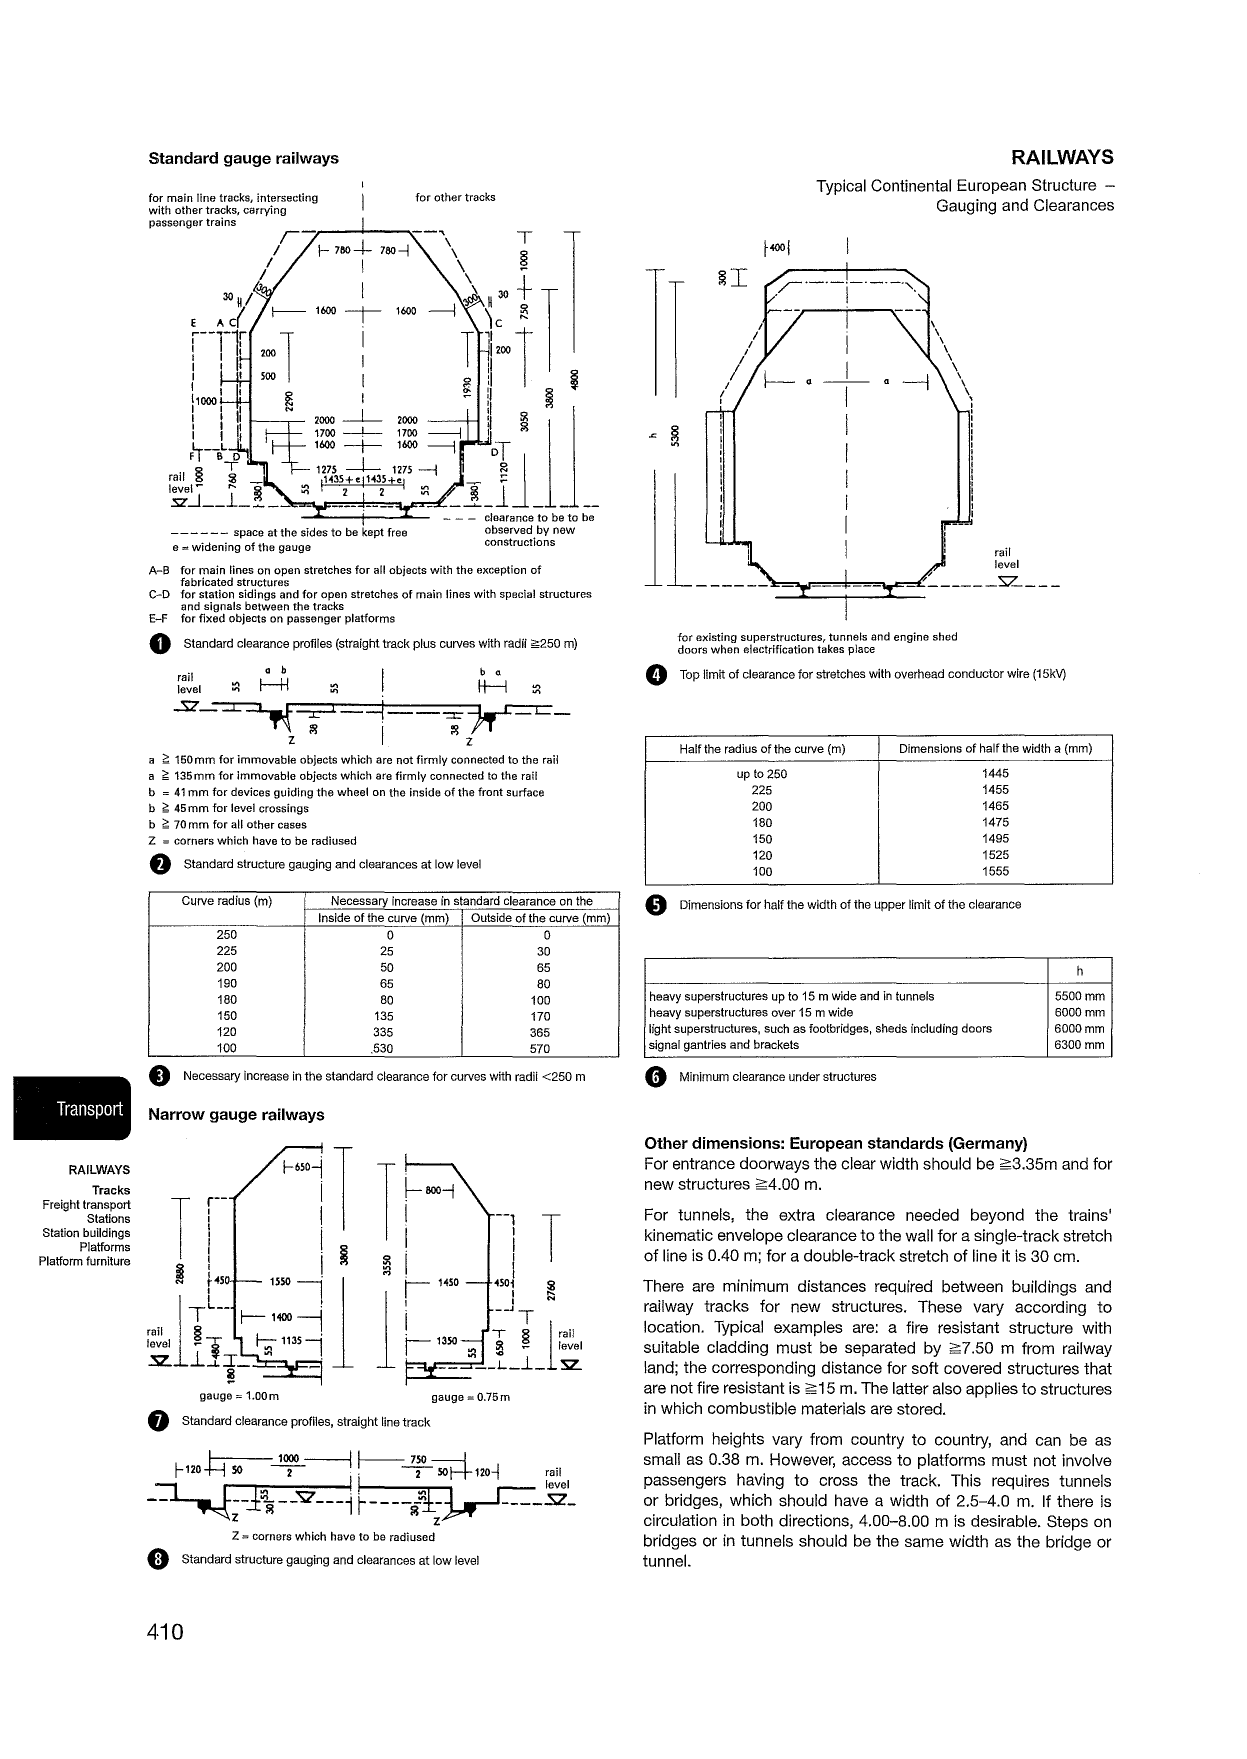 Standard gauge railways
RAILWAYS
Typical Continental European Structure –
Gauging and Clearances
for main line tracks, intersecting
with other tracks, carrying
passenger trains
for other tracks
780 780
1000
300 300
30 30
1600 1600
750
E A C C
200 200
500
1000
2290
1930
3050
3800
4800
2000 2000
1700 1700
1600 1600
F B D D
1275 1275
1435+e 1435+e
2 2
rail
level
1000
760
380
55 55
380
1120
------ space at the sides to be kept free
e = widening of the gauge
--- clearance to be to be
observed by new
constructions
A–B for main lines on open stretches for all objects with the exception of
fabricated structures
C–D for station sidings and for open stretches of main lines with special structures
and signals between the tracks
E–F for fixed objects on passenger platforms
1 Standard clearance profiles (straight track plus curves with radii ≧250 m)
rail
level
55
a b
55
b a
55
38 38
Z Z
a ≧ 150mm for immovable objects which are not firmly connected to the rail
a ≧ 135mm for immovable objects which are firmly connected to the rail
b = 41mm for devices guiding the wheel on the inside of the front surface
b ≧ 45mm for level crossings
b ≧ 70mm for all other cases
Z = corners which have to be radiused
2 Standard structure gauging and clearances at low level
Curve radius (m) Necessary increase in standard clearance on the
Inside of the curve (mm) Outside of the curve (mm)
250 0 0
225 25 30
200 50 65
190 65 80
180 80 100
150 135 170
120 335 365
100 530 570
3 Necessary increase in the standard clearance for curves with radii <250 m
400
300
a a
h
5300
rail
level
for existing superstructures, tunnels and engine shed
doors when electrification takes place
4 Top limit of clearance for stretches with overhead conductor wire (15kV)
Half the radius of the curve (m) Dimensions of half the width a (mm)
up to 250 1445
225 1455
200 1465
180 1475
150 1495
120 1525
100 1555
5 Dimensions for half the width of the upper limit of the clearance
h
heavy superstructures up to 15 m wide and in tunnels 5500 mm
heavy superstructures over 15 m wide 6000 mm
light superstructures, such as footbridges, sheds including doors 6000 mm
signal gantries and brackets 6300 mm
6 Minimum clearance under structures
Transport
RAILWAYS
Tracks
Freight transport
Stations
Station buildings
Platforms
Platform furniture
Narrow gauge railways
650
800
2880
3800
3550
2760
450 1550
1450 450
1400
1135
1350
rail
level
1000
480
180
55
55
650
1000
rail
level
gauge = 1.00m
gauge = 0.75m
7 Standard clearance profiles, straight line track
120 50 1000
2
750
2 50 120
rail
level
55
30
55
30
Z Z
Z = corners which have to be radiused
8 Standard structure gauging and clearances at low level
Other dimensions: European standards (Germany)
For entrance doorways the clear width should be ≧3.35m and for
new structures ≧4.00 m.
For tunnels, the extra clearance needed beyond the trains'
kinematic envelope clearance to the wall for a single-track stretch
of line is 0.40 m; for a double-track stretch of line it is 30 cm.
There are minimum distances required between buildings and
railway tracks for new structures. These vary according to
location. Typical examples are: a fire resistant structure with
suitable cladding must be separated by ≧7.50 m from railway
land; the corresponding distance for soft covered structures that
are not fire resistant is ≧15 m. The latter also applies to structures
in which combustible materials are stored.
Platform heights vary from country to country, and can be as
small as 0.38 m. However, access to platforms must not involve
passengers having to cross the track. This requires tunnels
or bridges, which should have a width of 2.5–4.0 m. If there is
circulation in both directions, 4.00–8.00 m is desirable. Steps on
bridges or in tunnels should be the same width as the bridge or
tunnel.
410